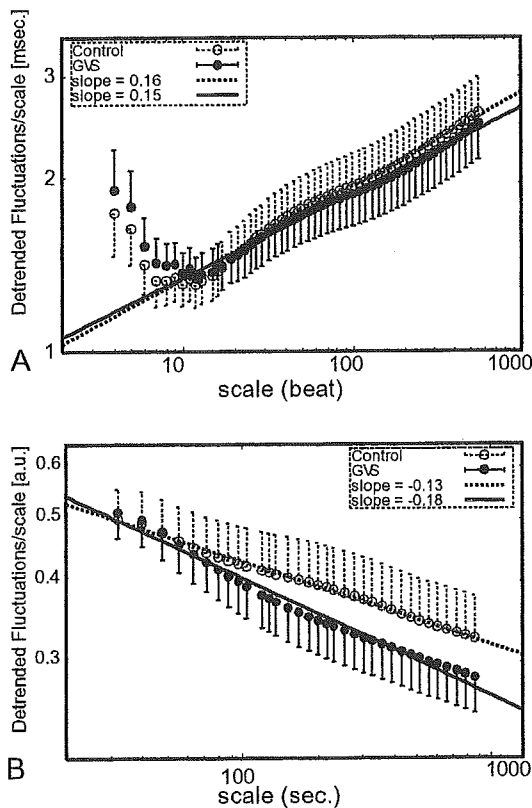 Control
GVS
slope = 0.16
slope = 0.15
Detrended Fluctuations/scale [msec.]
3
2
1
10
100
1000
scale (beat)
A
Control
GVS
slope = -0.13
slope = -0.18
Detrended Fluctuations/scale [a.u.]
0.6
0.5
0.4
0.3
100
1000
scale (sec.)
B